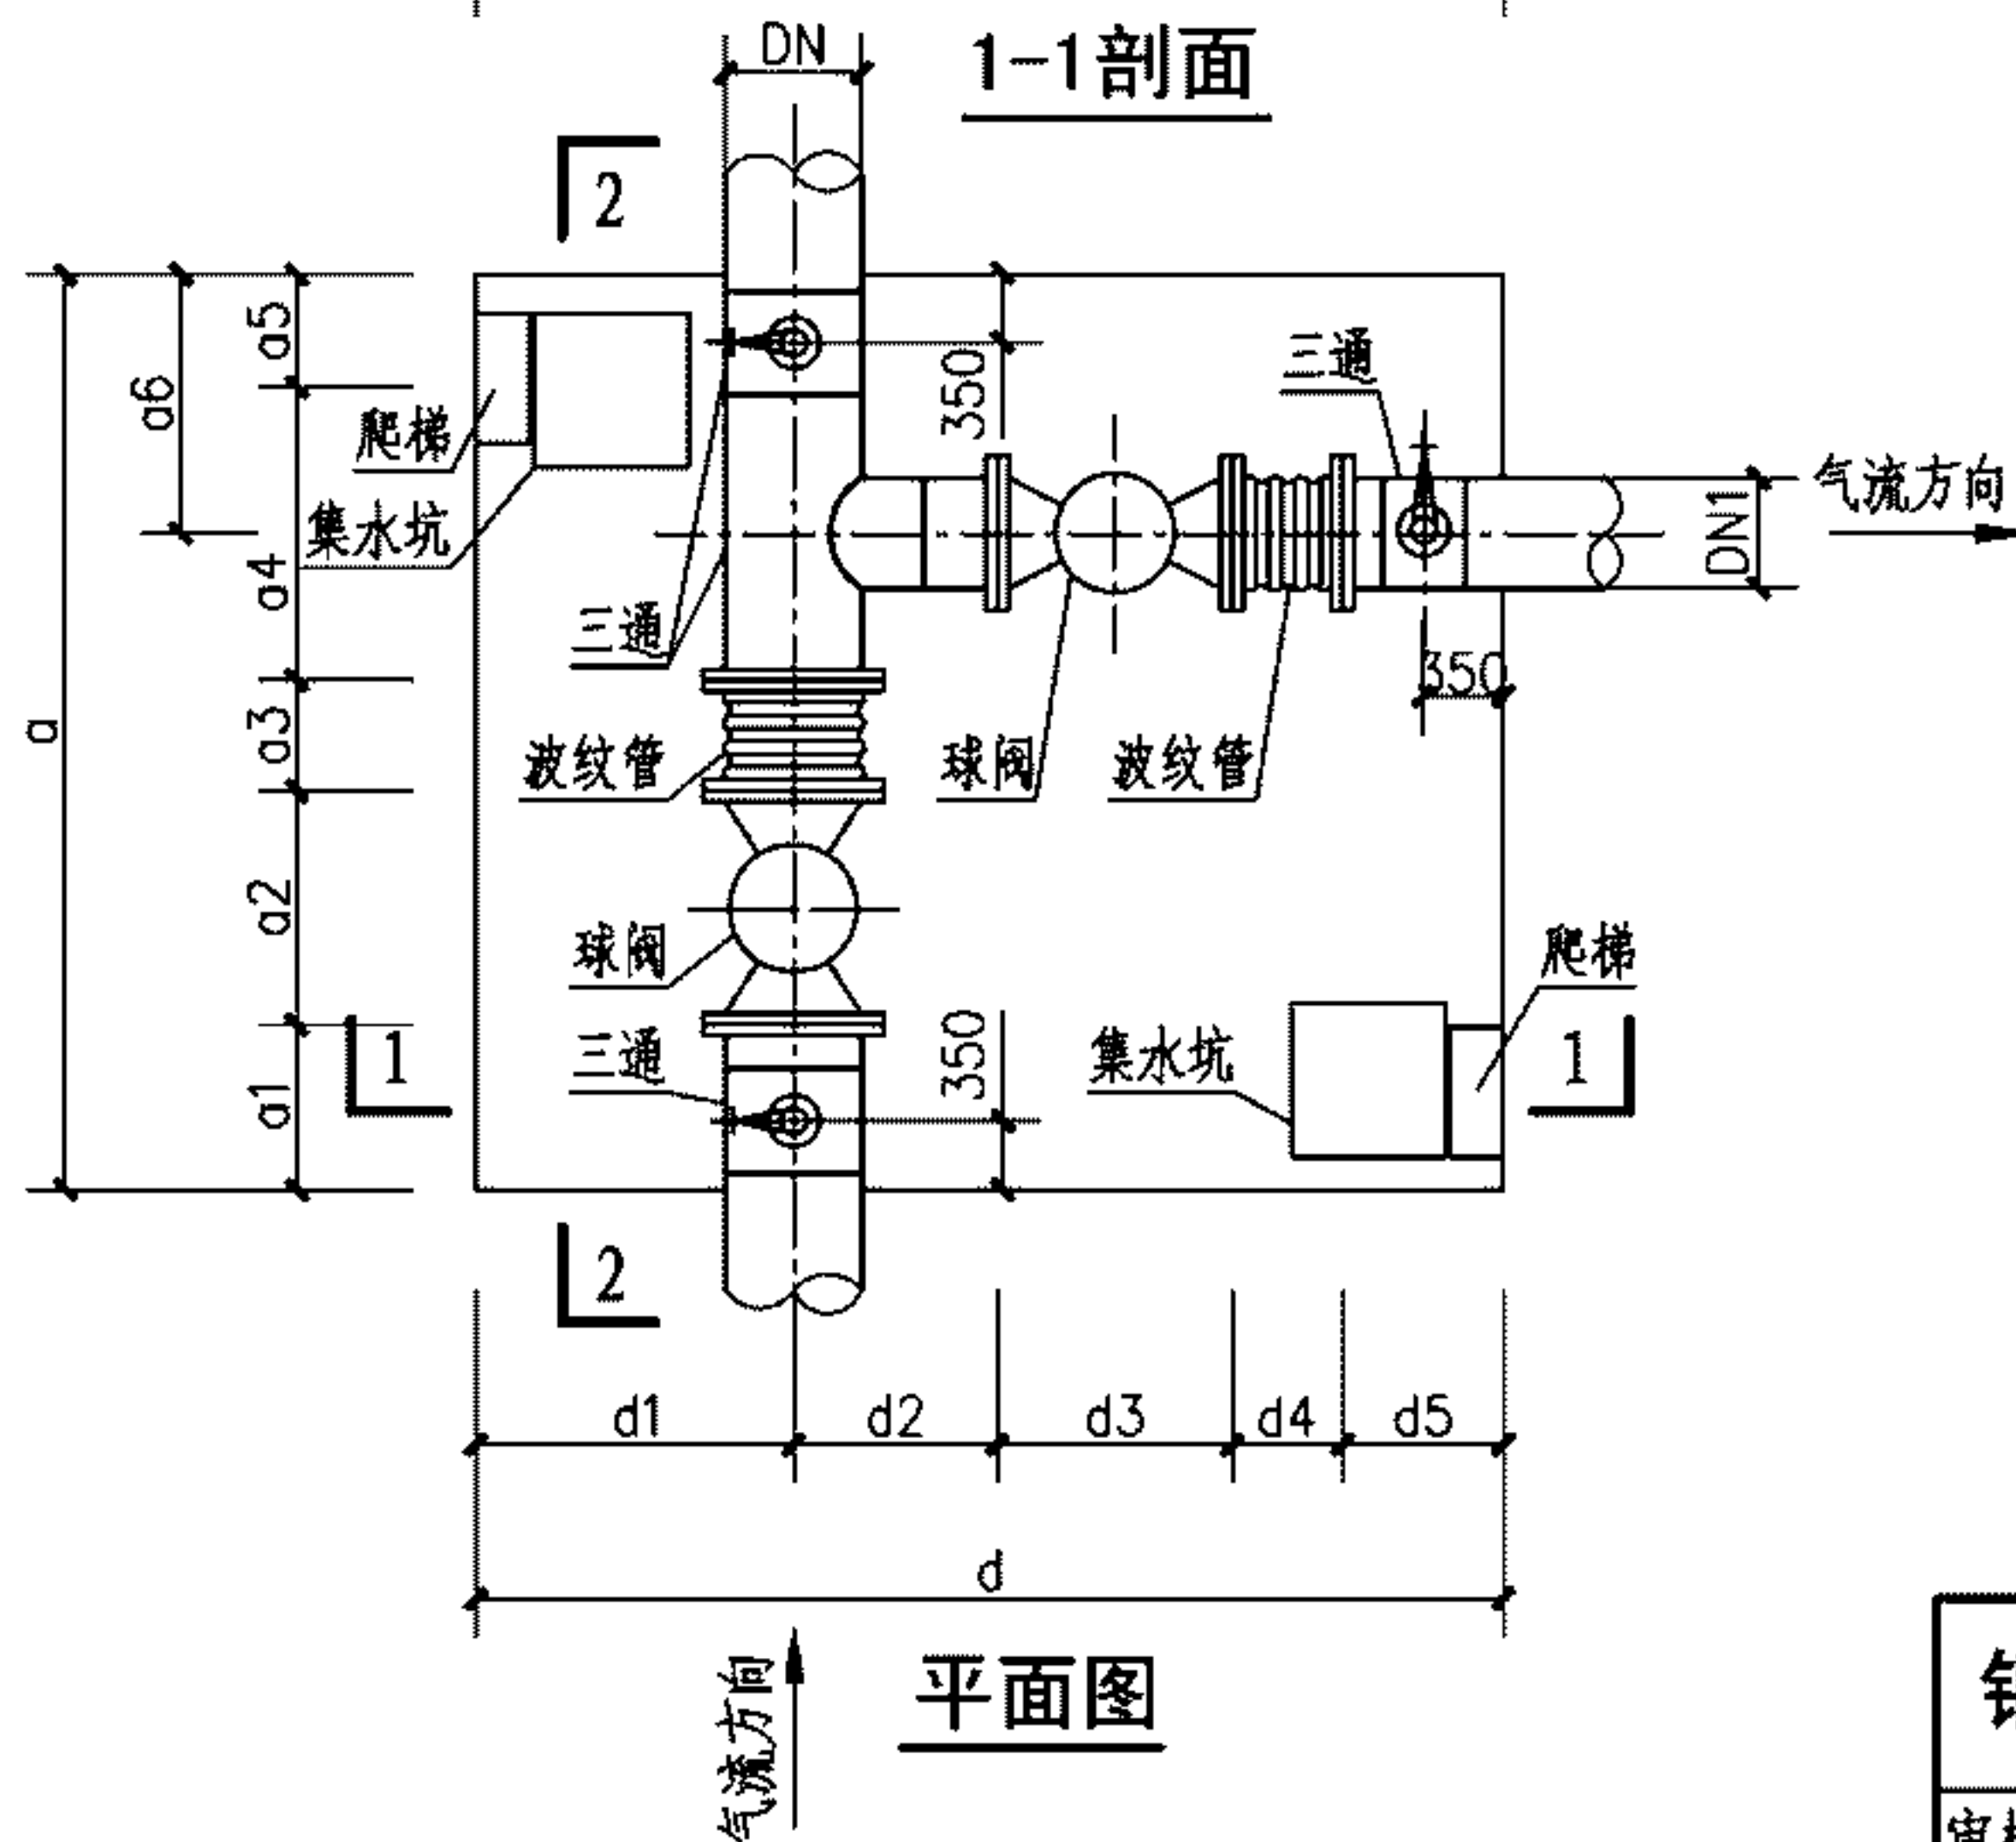 DN
1-1剖面
2
a5
a6
350
三通
爬梯
集水坑
DN1
气流方向
a4
三通
350
a
a3
波纹管
球阀
波纹管
a2
球阀
爬梯
1
三通
350
集水坑
1
a1
2
d1
d2
d3
d4
d5
d
气流方向
平面图